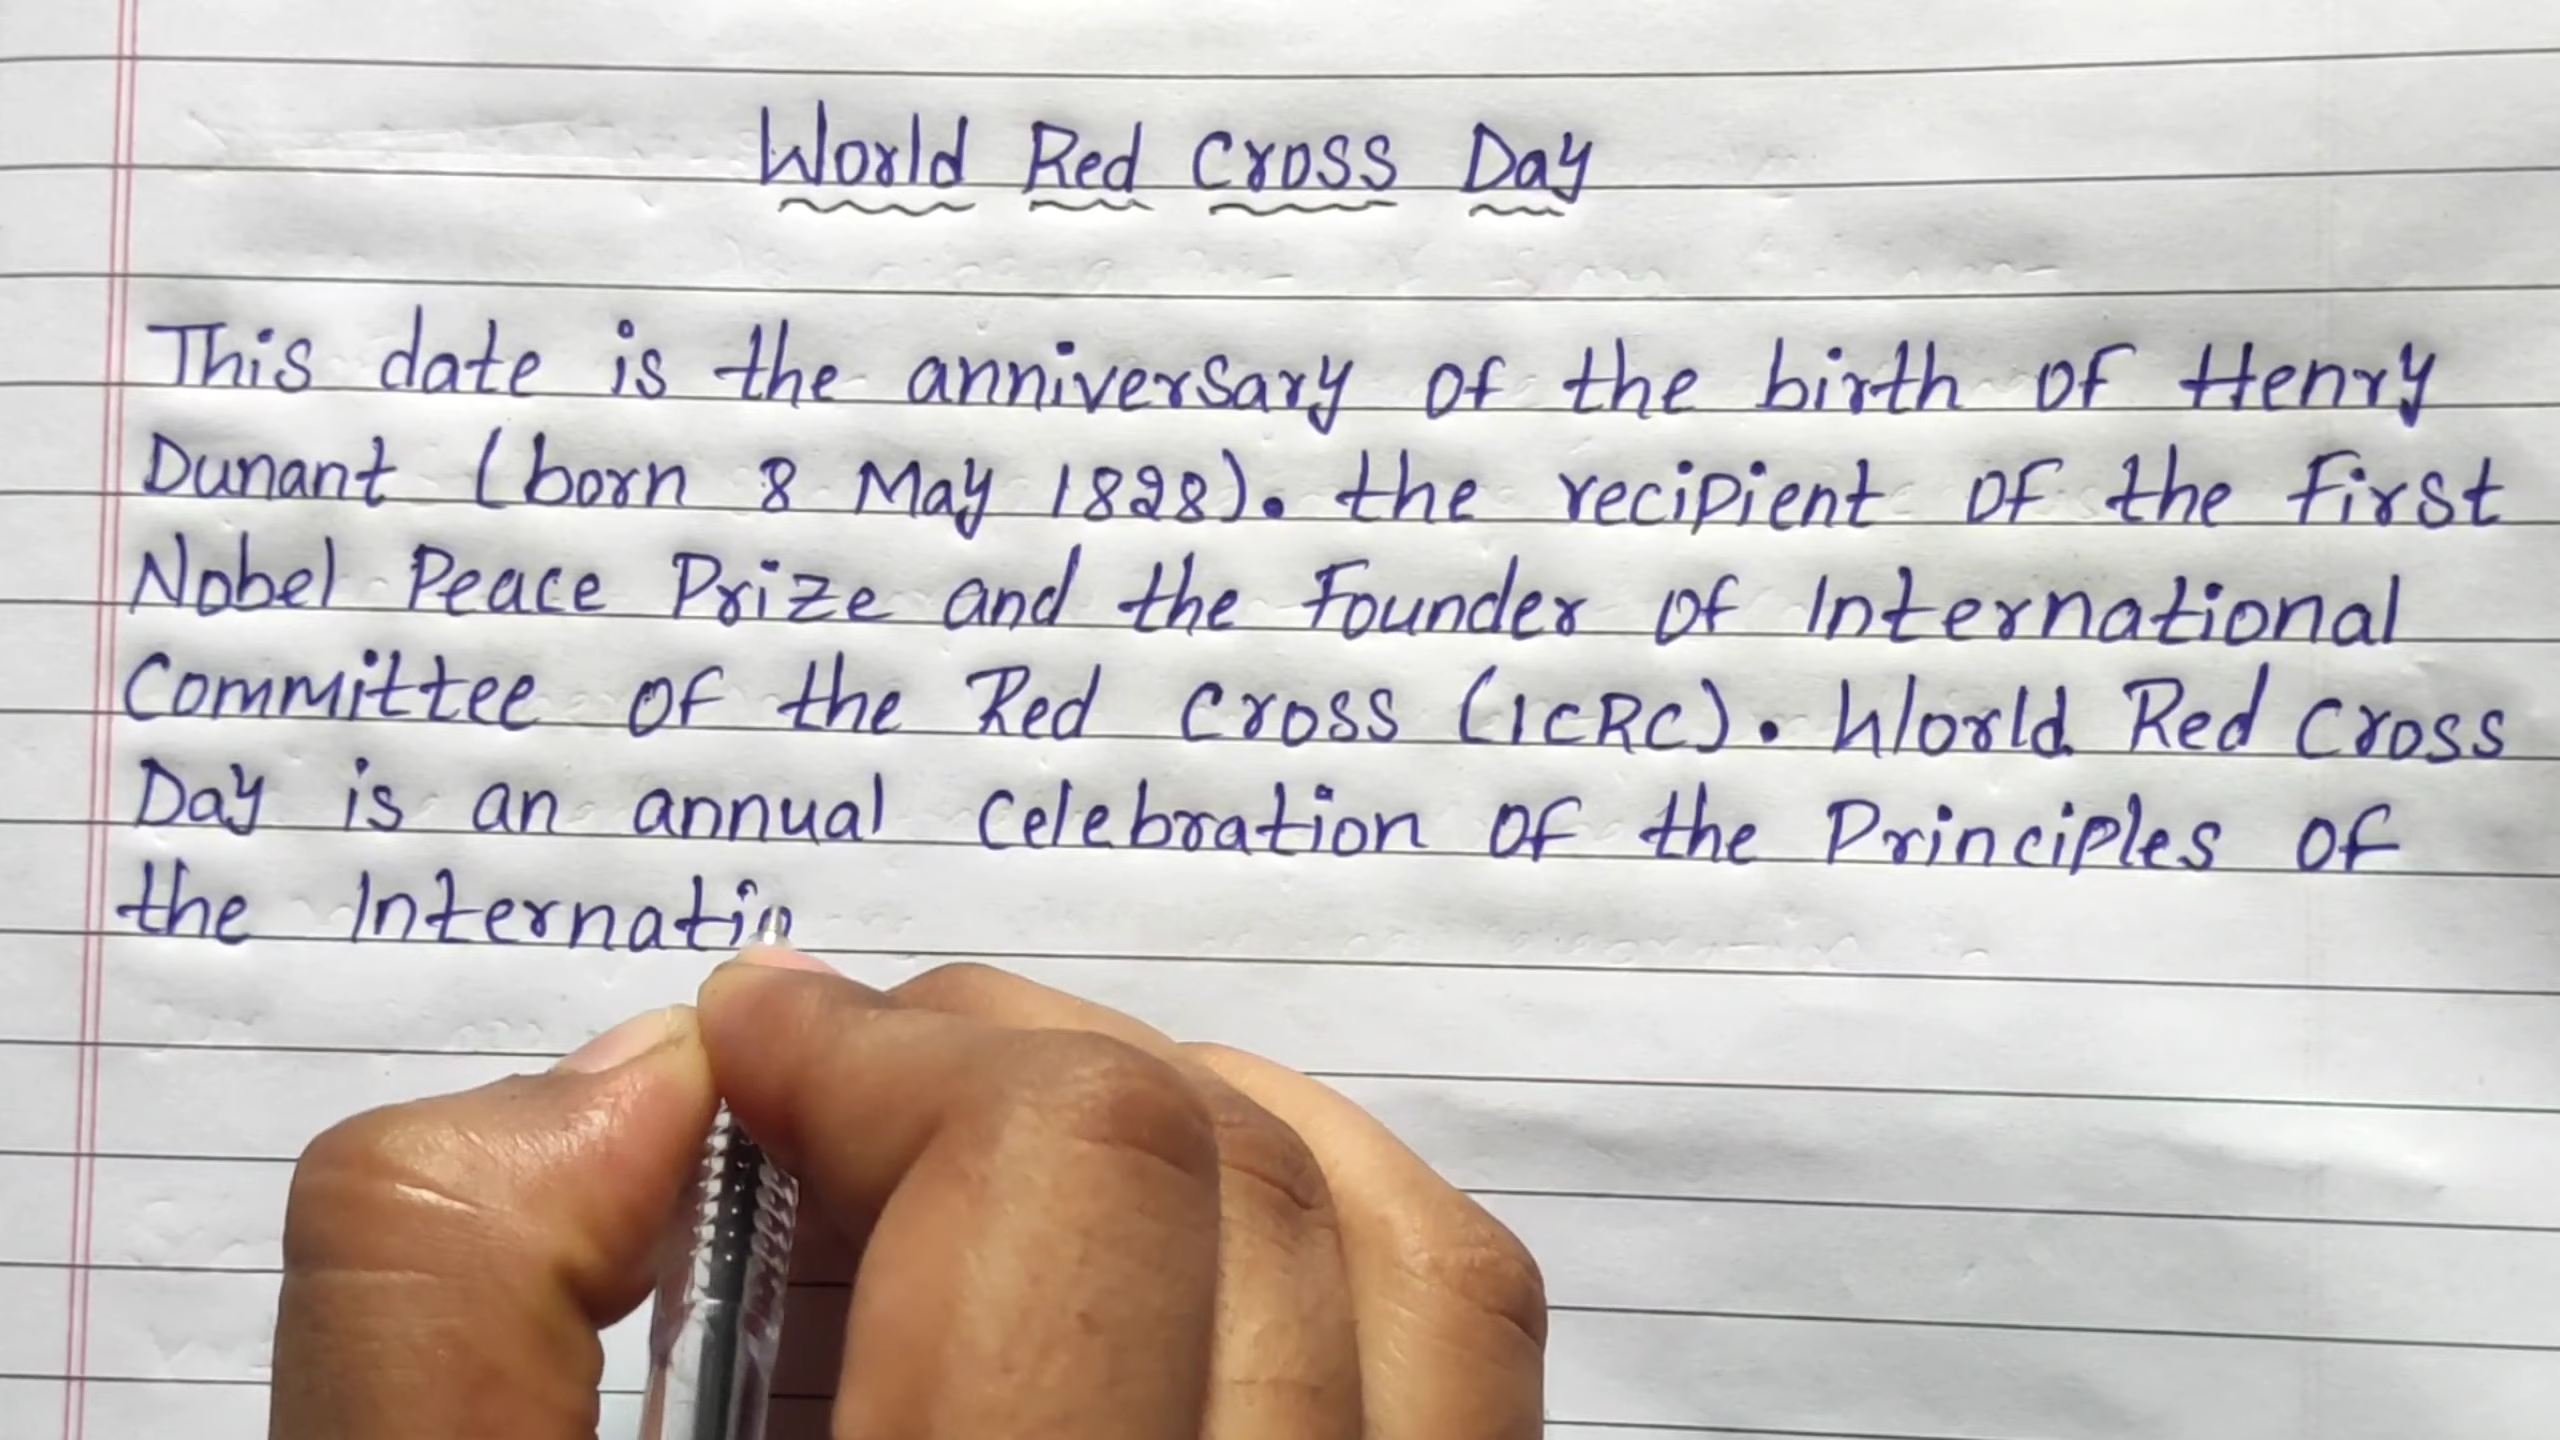 World Red Cross Day
This date is the anniversary of the birth of Henry
Dunant (born 8 May 1828). the recipient of the first
Nobel Peace Prize and the Founder of International
Committee of the Red Cross (ICRC). World Red Cross
Day is an annual celebration of the Principles of
the Internatio